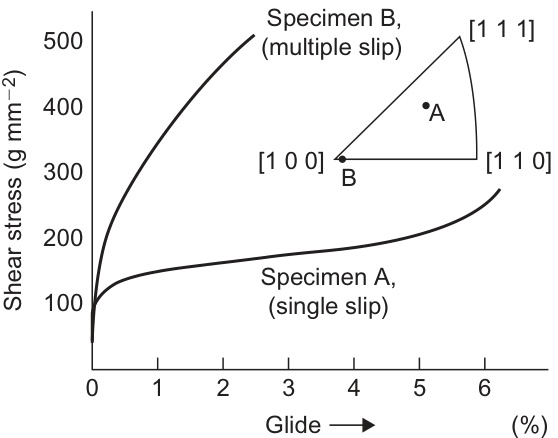 Specimen B,
(multiple slip)
[1 1 1]
A
[1 0 0]
B
[1 1 0]
Specimen A,
(single slip)
Shear stress (g mm⁻²)
500
400
300
200
100
0 1 2 3 4 5 6
Glide → (%)